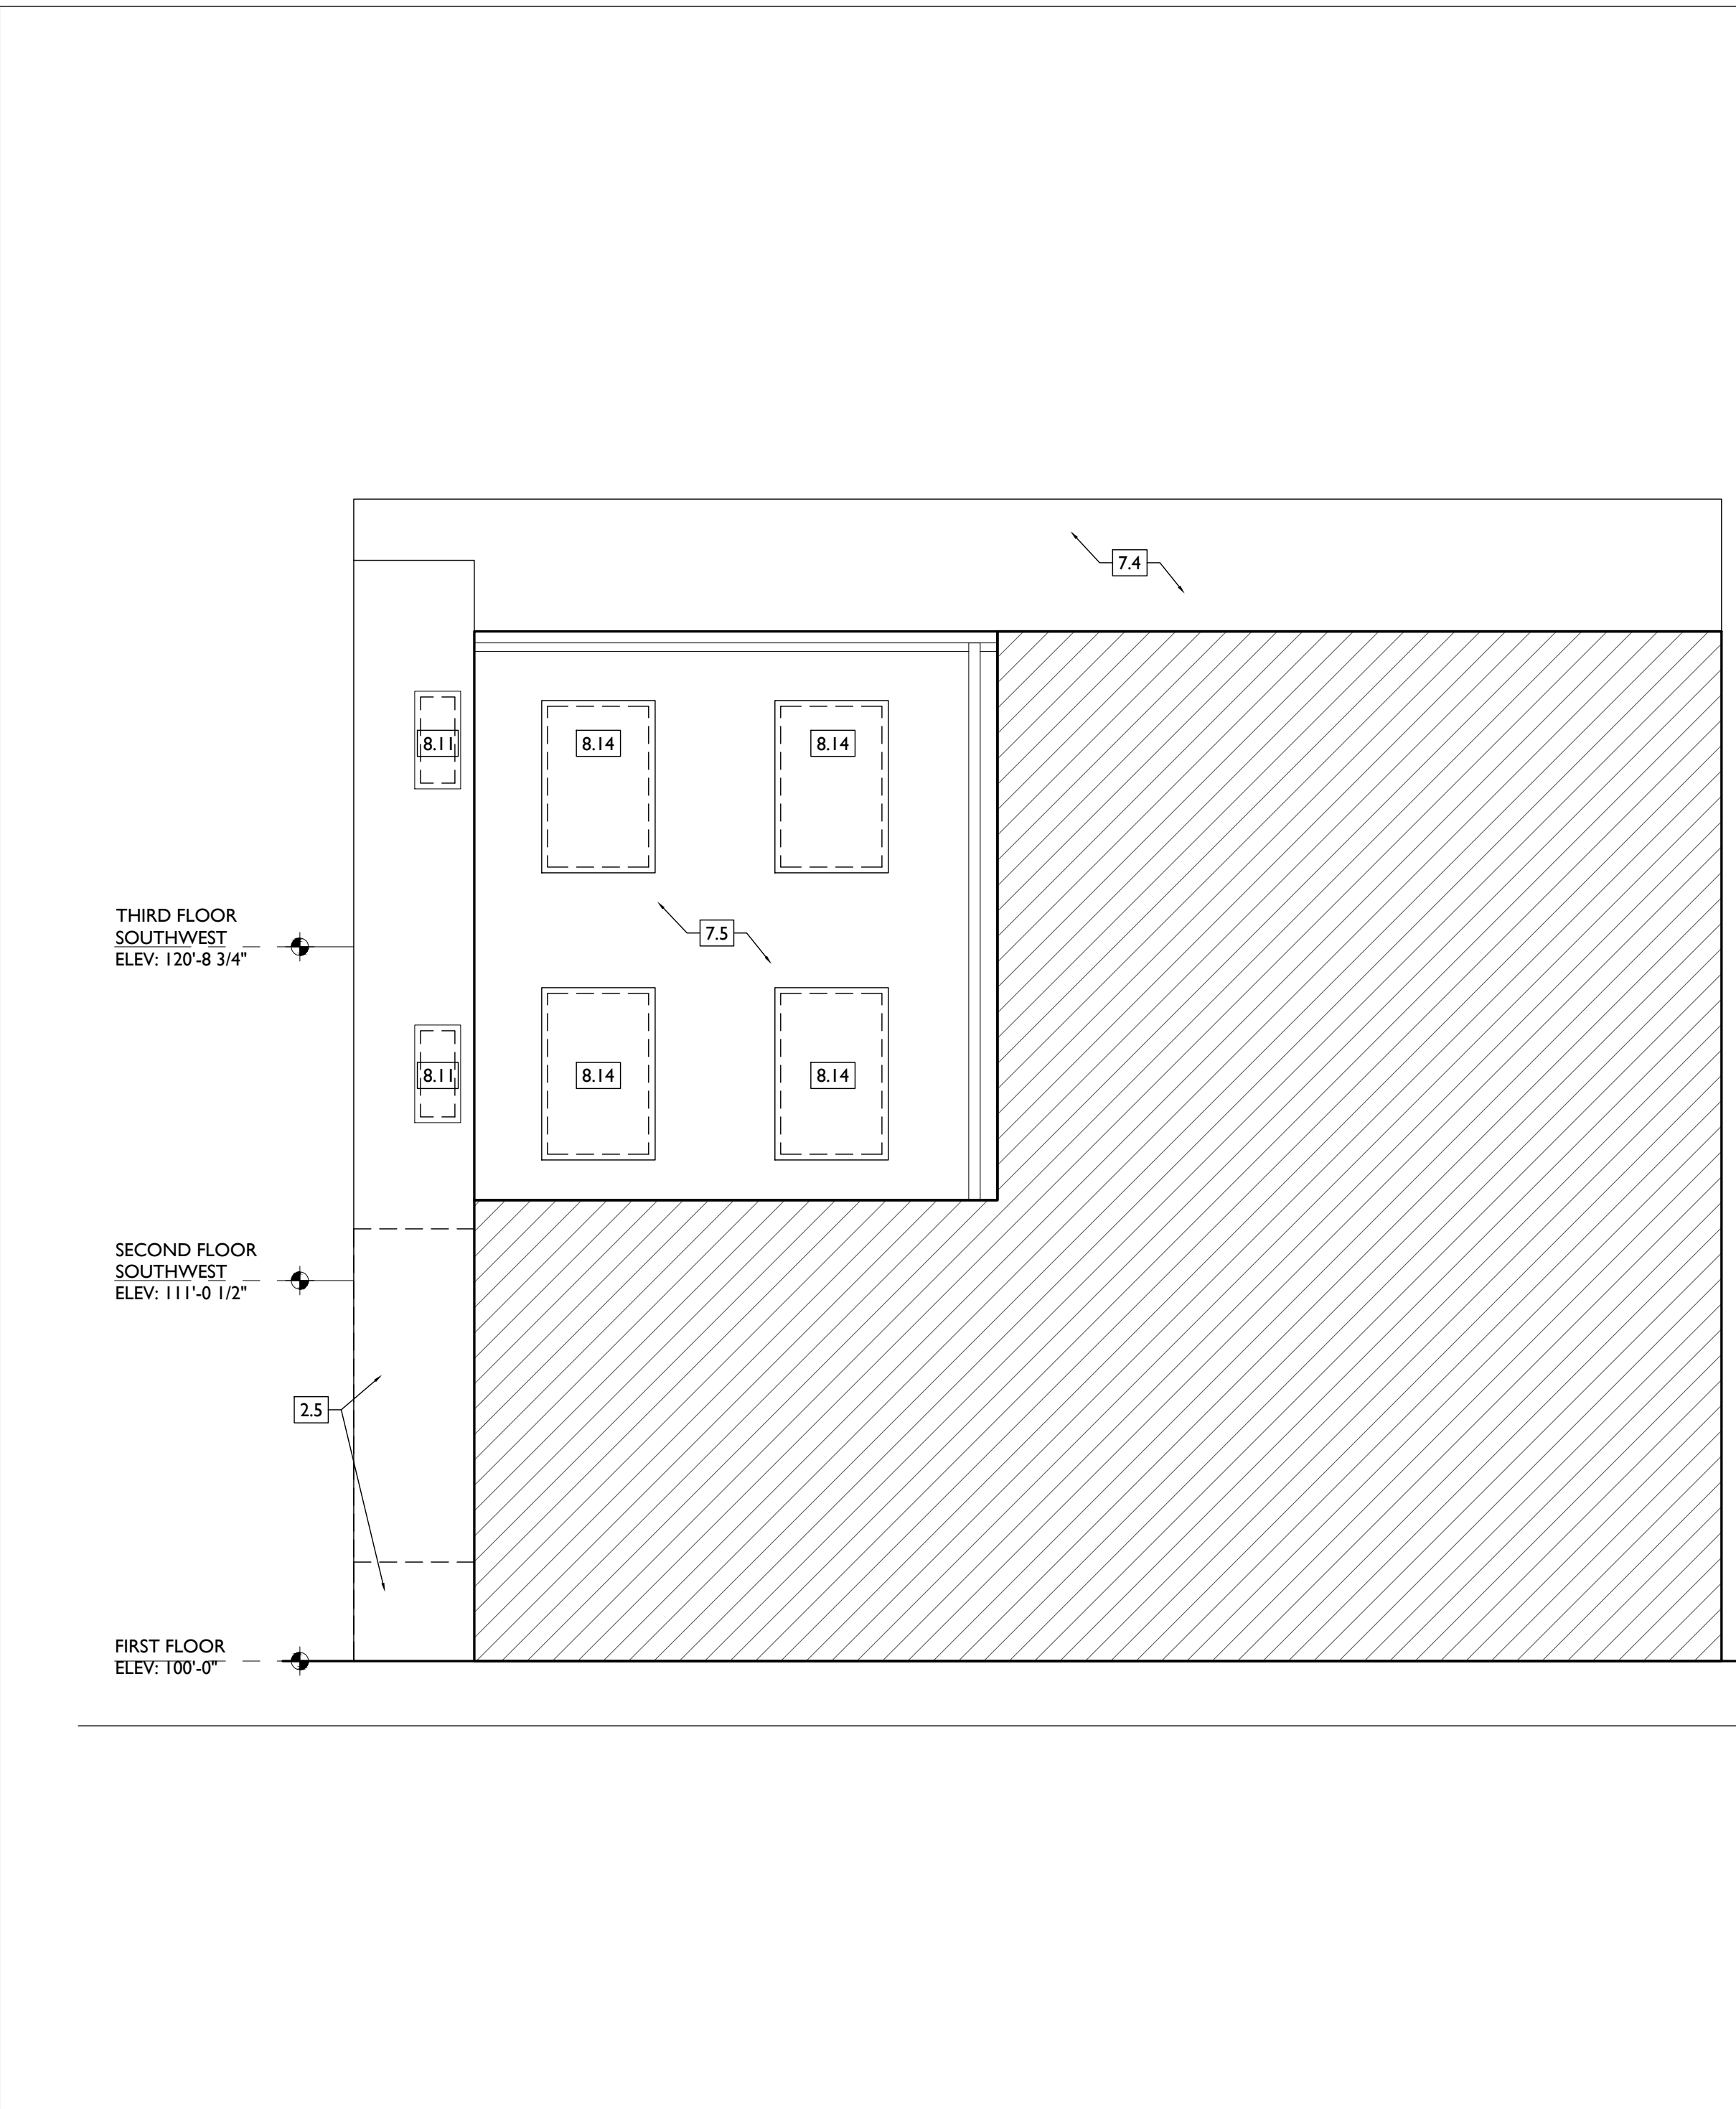 7.4
8.11
8.14
8.14
THIRD FLOOR
SOUTHWEST
ELEV: 120'-8 3/4"
7.5
8.11
8.14
8.14
SECOND FLOOR
SOUTHWEST
ELEV: 111'-0 1/2"
2.5
FIRST FLOOR
ELEV: 100'-0"